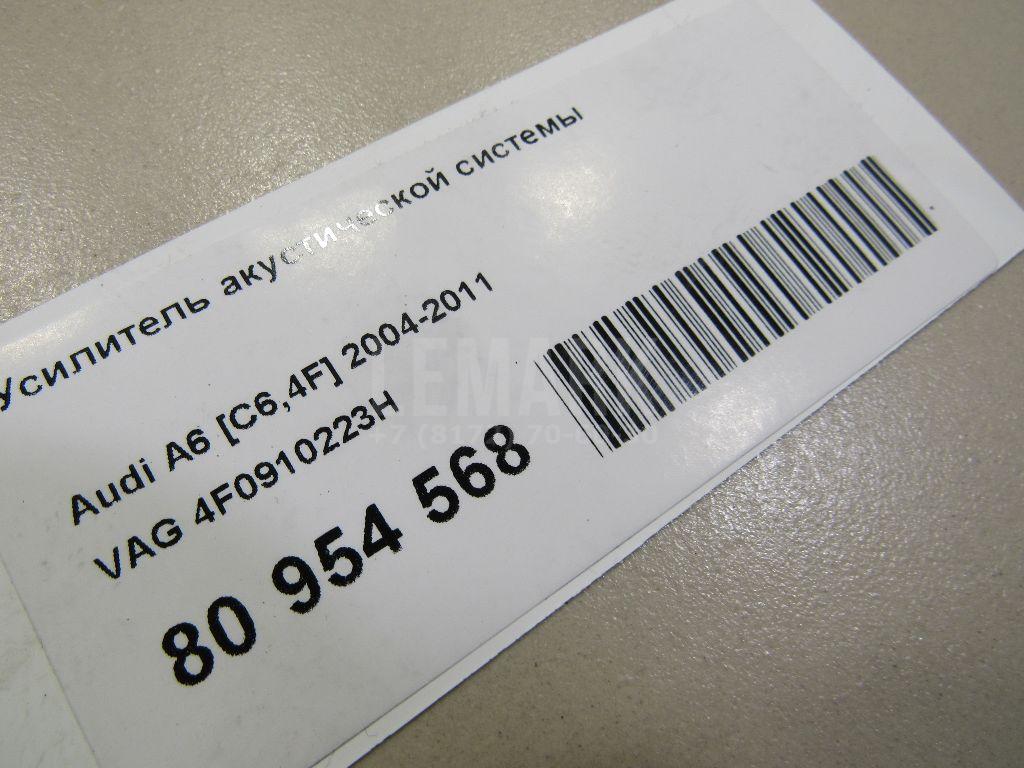 Усилитель акустической системы
Audi A6 [C6,4F] 2004-2011
VAG 4F0910223H
80 954 568